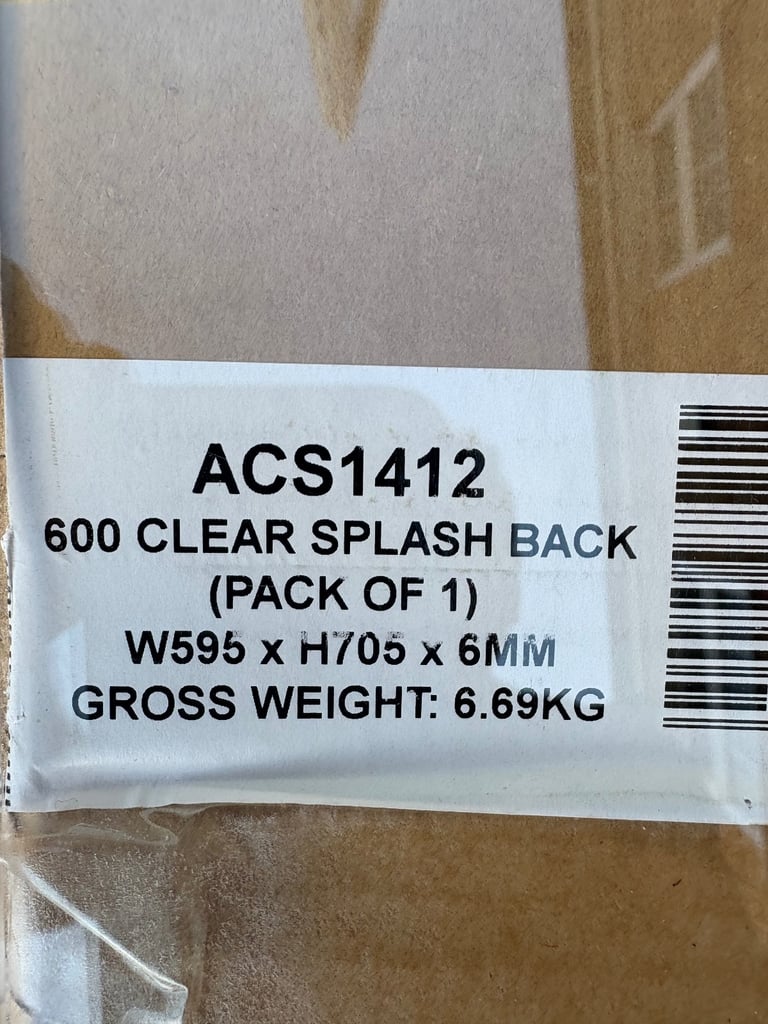 ACS1412
600 CLEAR SPLASH BACK
(PACK OF 1)
W595 x H705 x 6MM
GROSS WEIGHT: 6.69KG